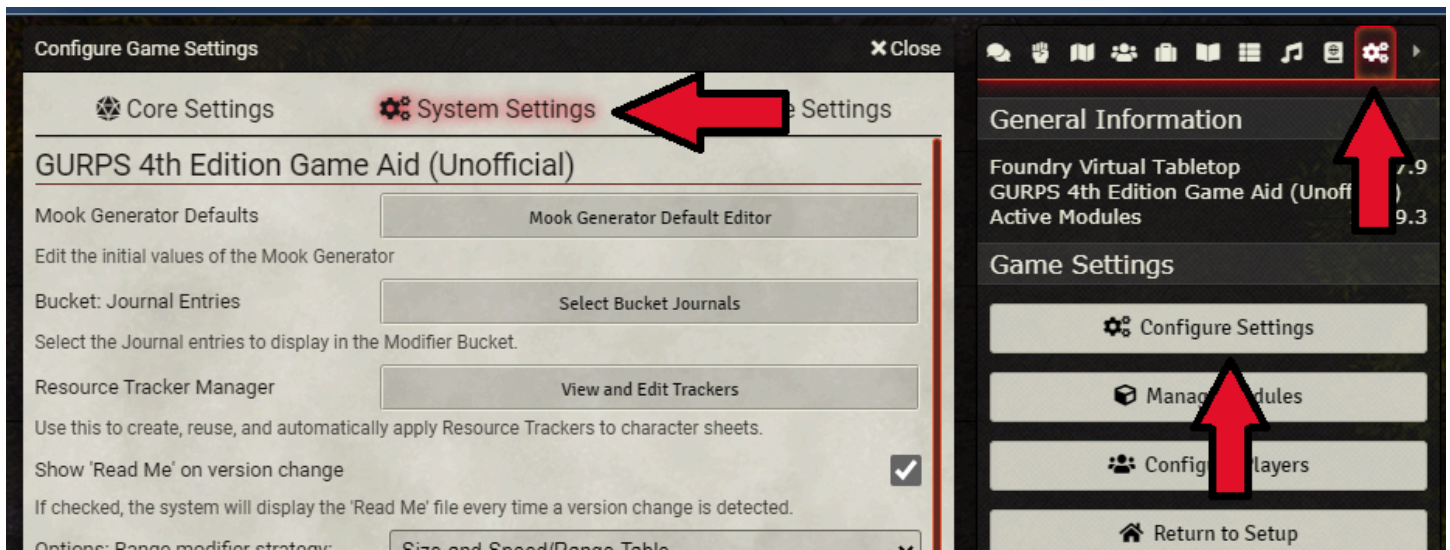 Configure Game Settings
Close
Core Settings
System Settings
Settings
GURPS 4th Edition Game Aid (Unofficial)
Mook Generator Defaults
Mook Generator Default Editor
Edit the initial values of the Mook Generator
Bucket: Journal Entries
Select Bucket Journals
Select the Journal entries to display in the Modifier Bucket.
Resource Tracker Manager
View and Edit Trackers
Use this to create, reuse, and automatically apply Resource Trackers to character sheets.
Show 'Read Me' on version change
If checked, the system will display the 'Read Me' file every time a version change is detected.
Options: Range modifier strategy:
Size and Speed/Range Table
General Information
Foundry Virtual Tabletop
GURPS 4th Edition Game Aid
Active Modules
Game Settings
Configure Settings
Return to Setup